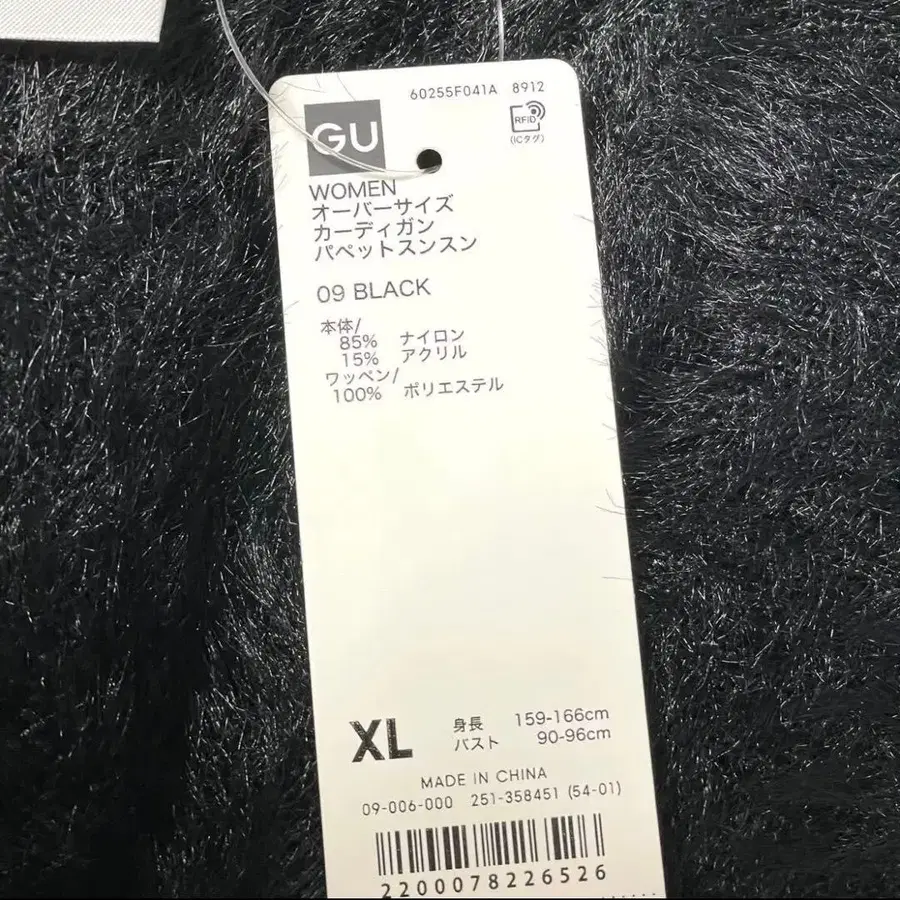 60255F041A 8912
GU
RFID
(ICタグ)
WOMEN
オーバーサイズ
カーディガン
パペットスンスン
09 BLACK
本体/
85% ナイロン
15% アクリル
ワッペン/
100% ポリエステル
XL
身長 159-166cm
バスト 90-96cm
MADE IN CHINA
09-006-000 251-358451 (54-01)
2200078226526